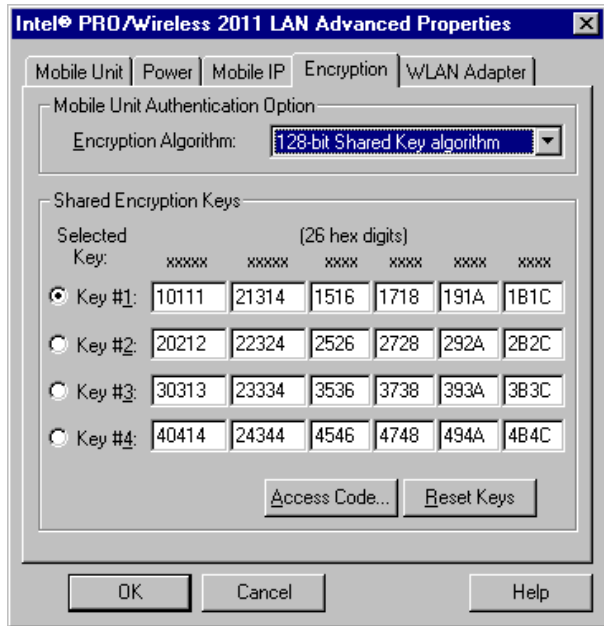 Intel® PRO/Wireless 2011 LAN Advanced Properties
Mobile Unit Power Mobile IP Encryption WLAN Adapter
Mobile Unit Authentication Option
Encryption Algorithm: 128-bit Shared Key algorithm
Shared Encryption Keys
Selected Key: (26 hex digits)
xxxxx xxxxx xxxx xxxx xxxx xxxx
Key #1: 10111 21314 1516 1718 191A 1B1C
Key #2: 20212 22324 2526 2728 292A 2B2C
Key #3: 30313 23334 3536 3738 393A 3B3C
Key #4: 40414 24344 4546 4748 494A 4B4C
Access Code... Reset Keys
OK Cancel Help